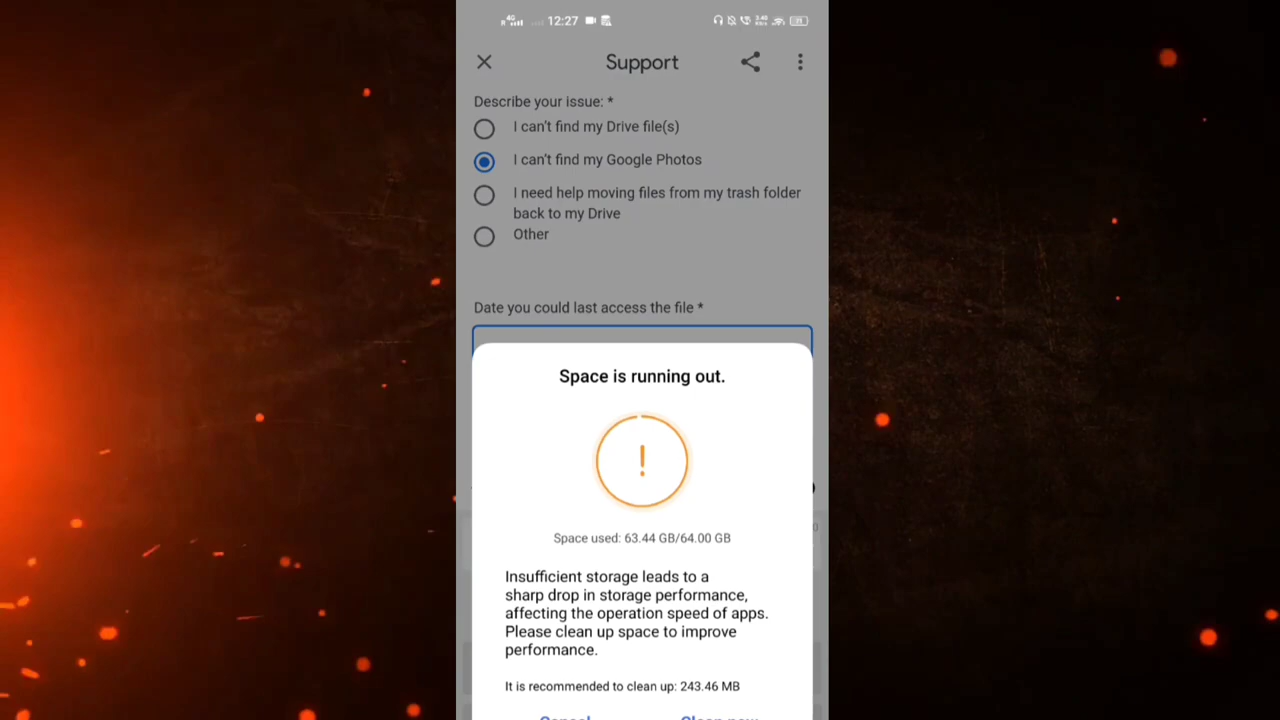 4G
R
12:27
Support
Describe your issue: *
I can't find my Drive file(s)
I can't find my Google Photos
I need help moving files from my trash folder
back to my Drive
Other
Date you could last access the file *
Space is running out.
!
Space used: 63.44 GB/64.00 GB
Insufficient storage leads to a
sharp drop in storage performance,
affecting the operation speed of apps.
Please clean up space to improve
performance.
It is recommended to clean up: 243.46 MB
Cancel Clean now